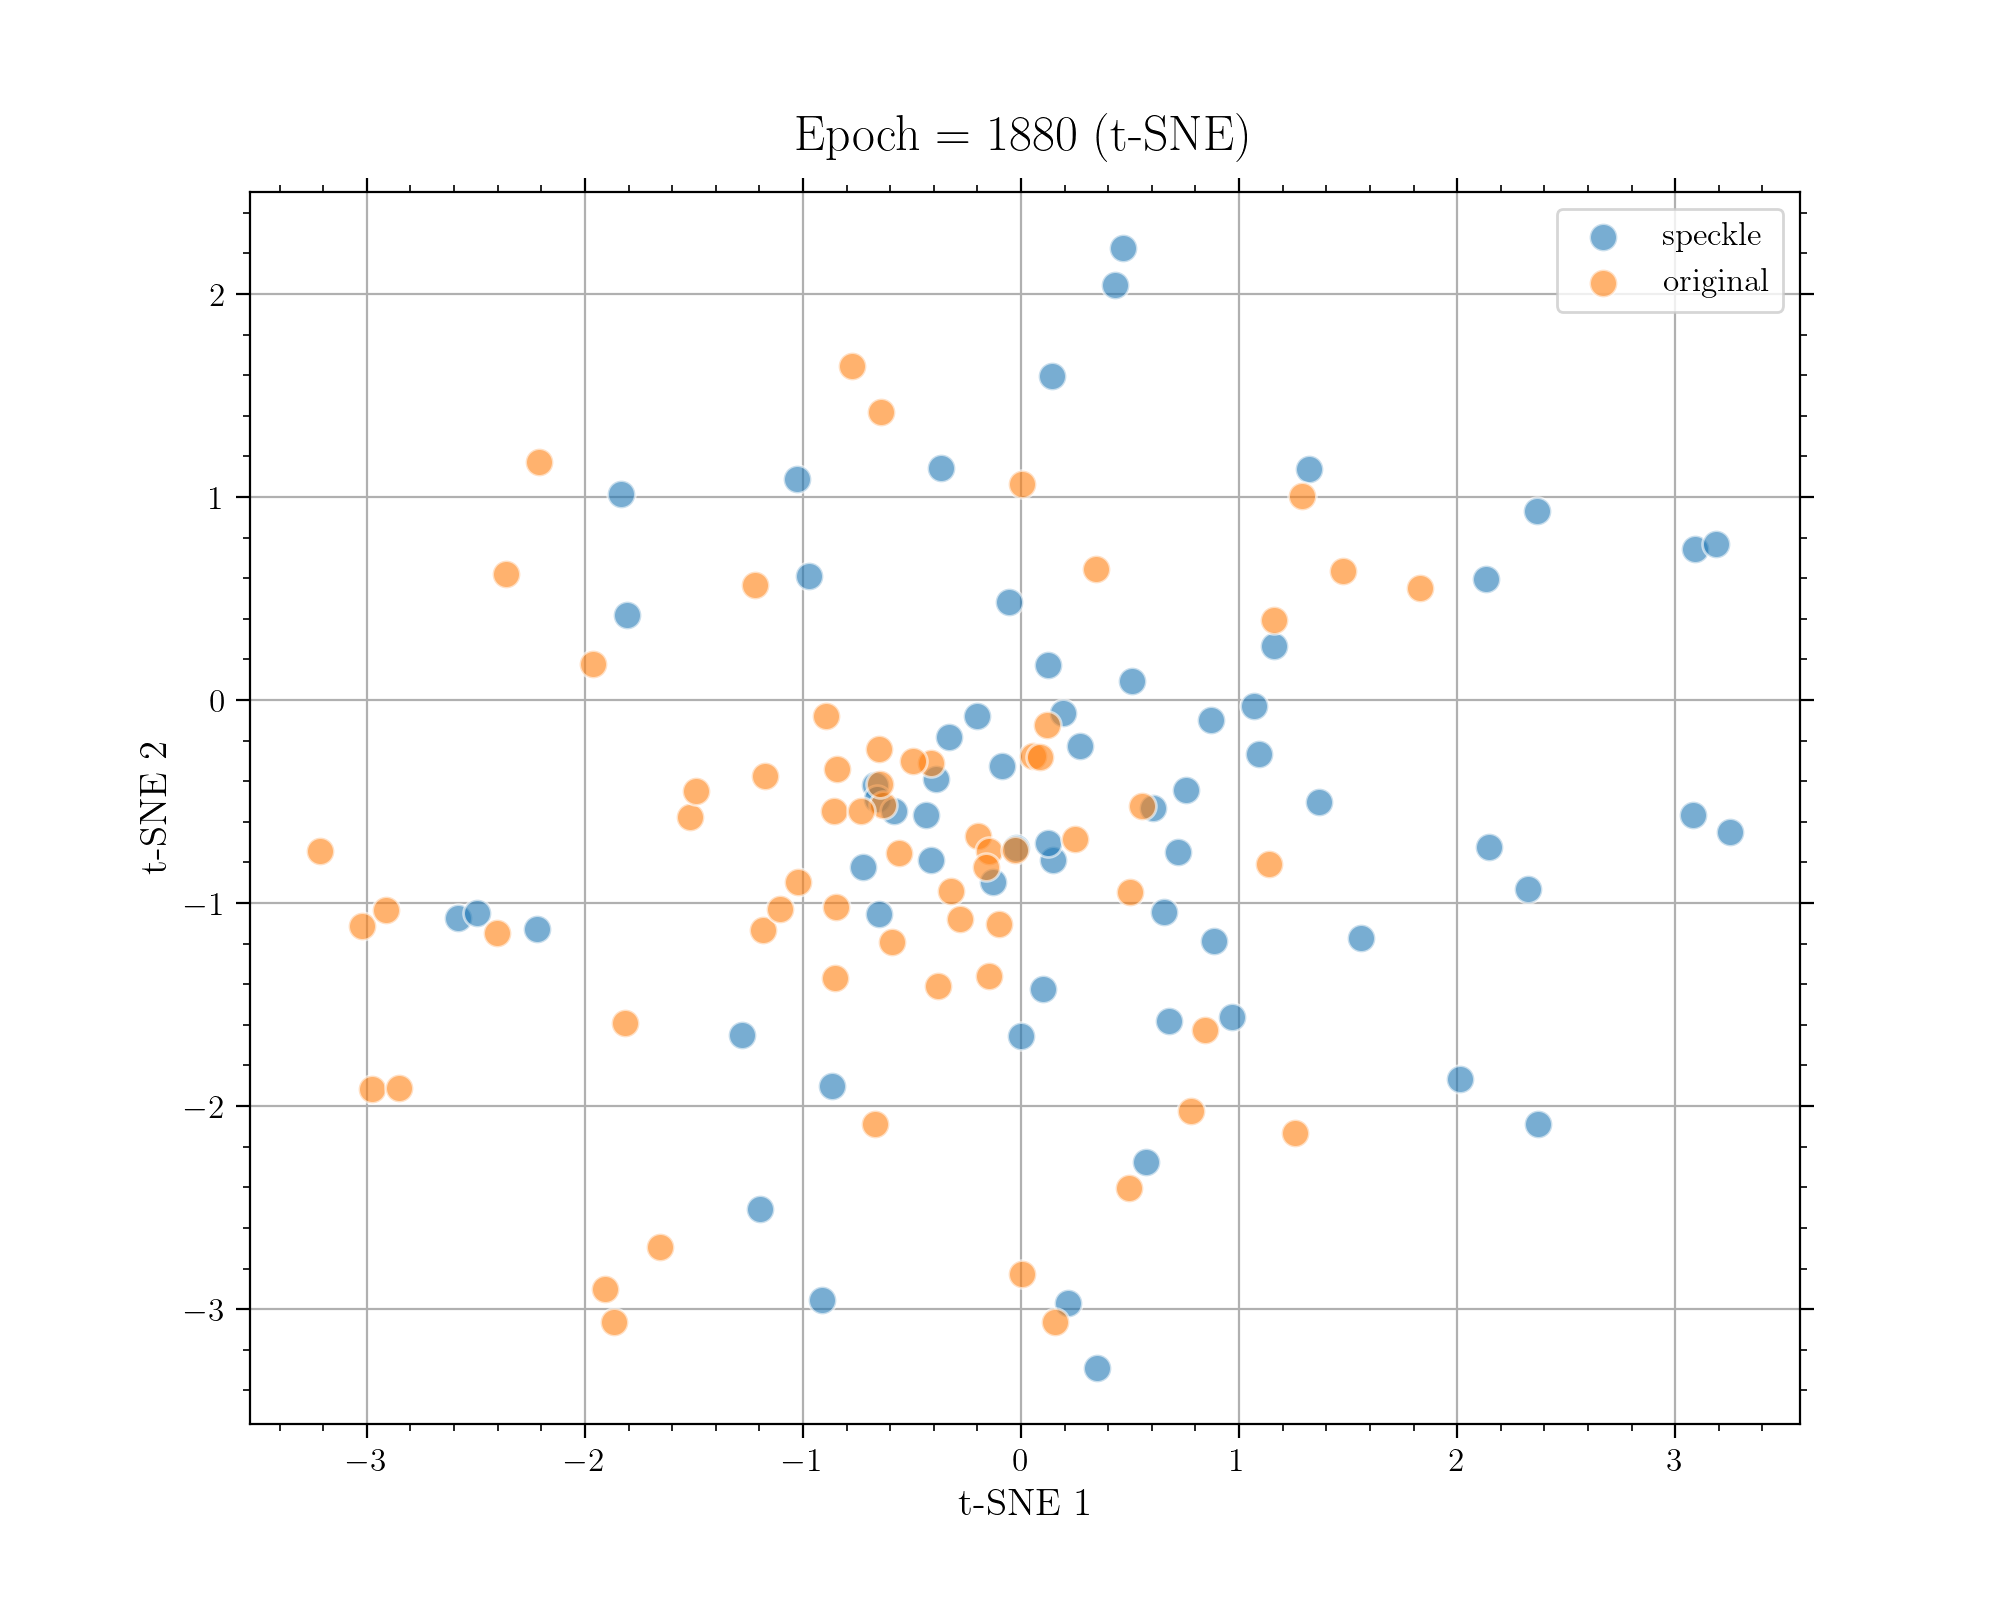 Epoch = 1880 (t-SNE)
speckle
original
2
1
0
−1
−2
−3
t-SNE 2
−3
−2
−1
0
1
2
3
t-SNE 1